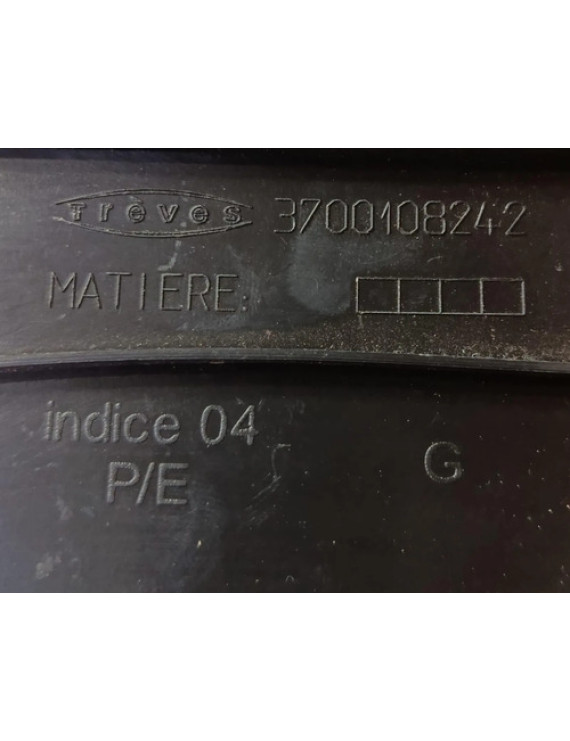 Treves 3700108242
MATIERE:
indice 04
P/E G